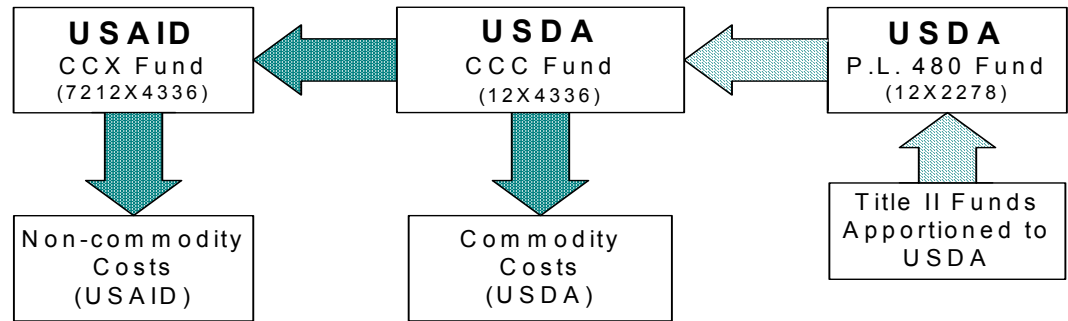 USAID
CCX Fund
(7212X4336)
USDA
CCC Fund
(12X4336)
USDA
P.L. 480 Fund
(12X2278)
Non-commodity
Costs
(USAID)
Commodity
Costs
(USDA)
Title II Funds
Apportioned to
USDA